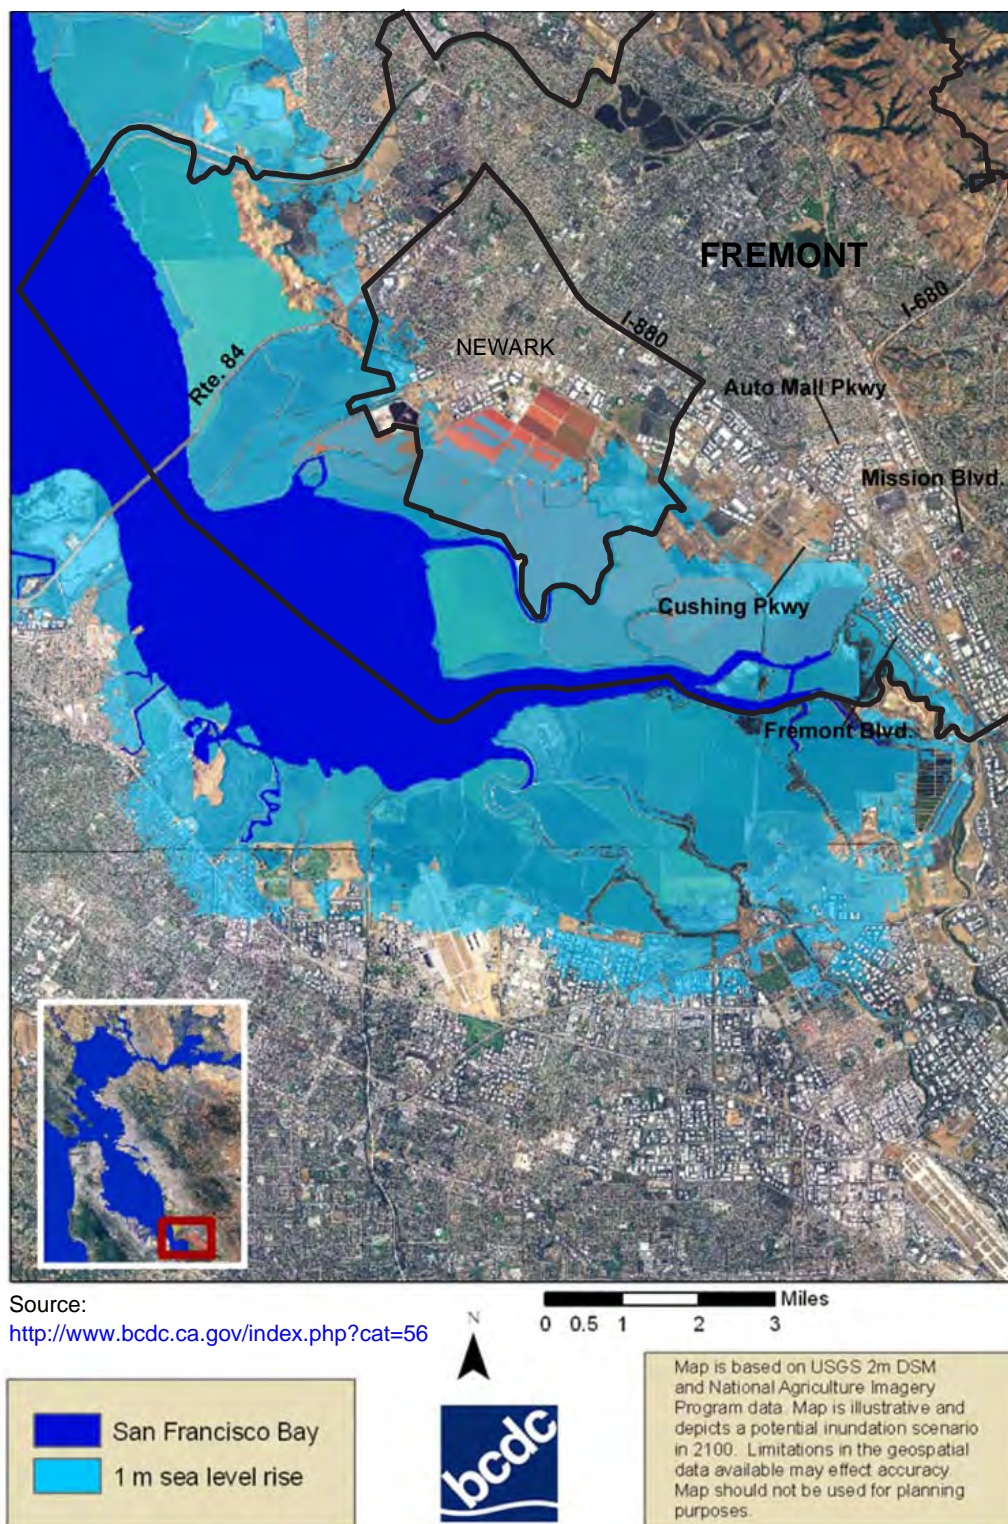 FREMONT
I-680
I-880
NEWARK
Rte. 84
Auto Mall Pkwy
Mission Blvd.
Cushing Pkwy
Fremont Blvd.
Source:
http://www.bcdc.ca.gov/index.php?cat=56
Miles
0 0.5 1 2 3
N
San Francisco Bay
1 m sea level rise
bcdc
Map is based on USGS 2m DSM
and National Agriculture Imagery
Program data. Map is illustrative and
depicts a potential inundation scenario
in 2100. Limitations in the geospatial
data available may effect accuracy.
Map should not be used for planning
purposes.